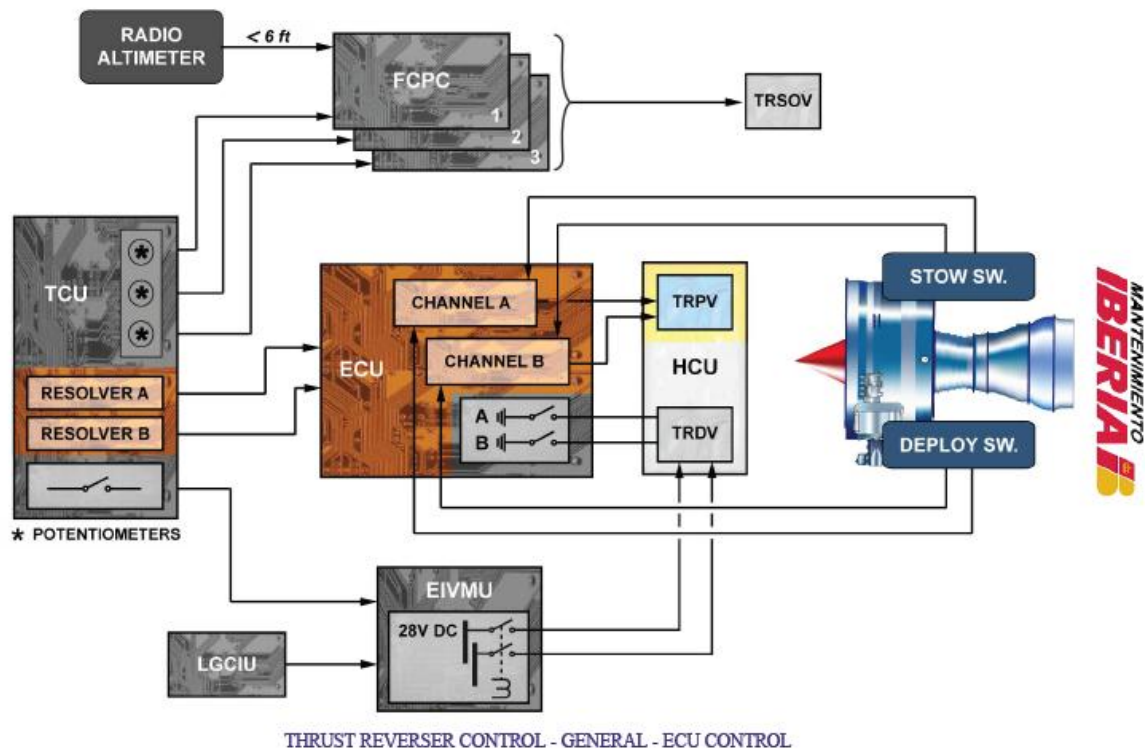 RADIO
ALTIMETER
< 6 ft
FCPC
1
2
3
TRSOV
TCU
*
*
*
RESOLVER A
RESOLVER B
* POTENTIOMETERS
ECU
CHANNEL A
CHANNEL B
A
B
TRPV
HCU
TRDV
STOW SW.
DEPLOY SW.
MANTENIMIENTO
IBERIA
IB
EIVMU
28V DC
LGCIU
THRUST REVERSER CONTROL - GENERAL - ECU CONTROL